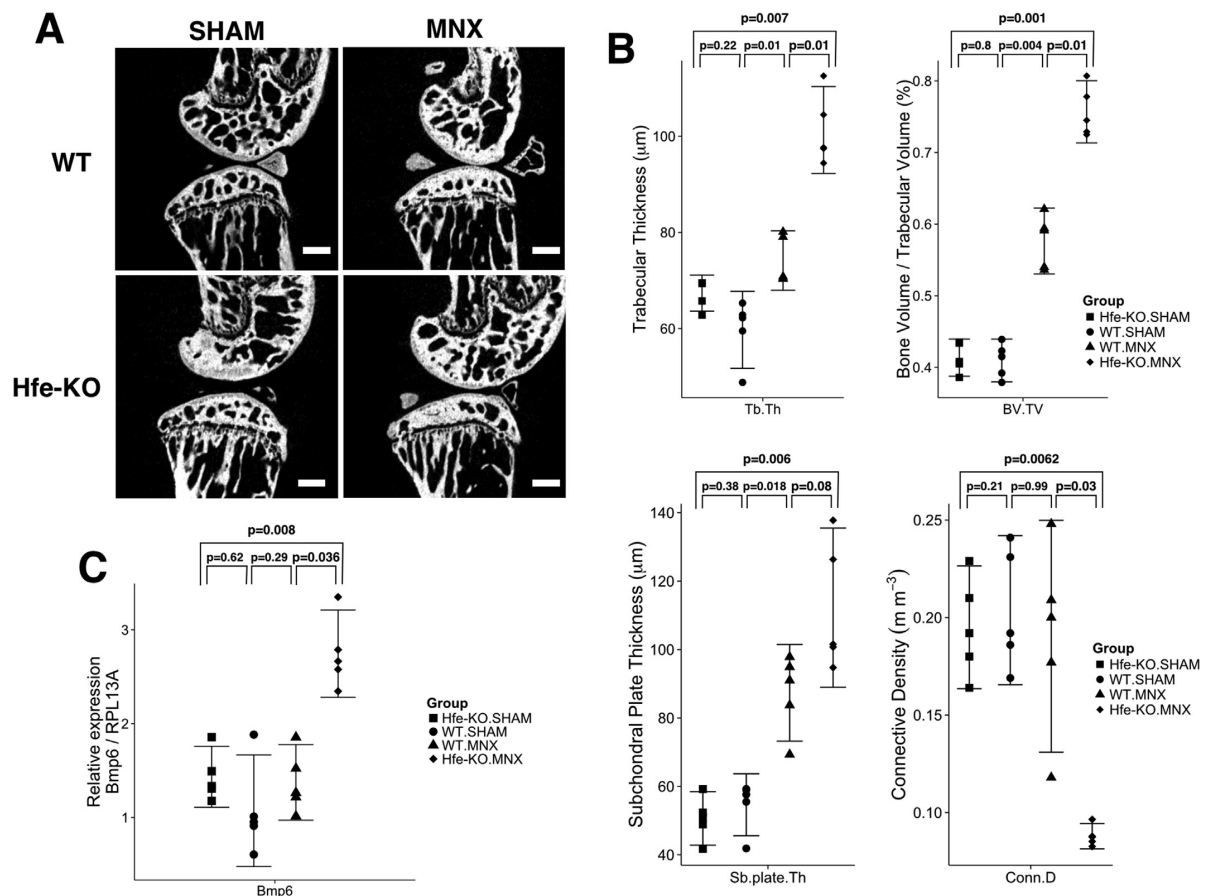 A
SHAM
MNX
WT
Hfe-KO
B
p=0.007
p=0.22
p=0.01
p=0.01
Trabecular Thickness (μm)
100
80
60
Tb.Th
p=0.001
p=0.8
p=0.004
p=0.01
Bone Volume / Trabecular Volume (%)
0.8
0.7
0.6
0.5
0.4
BV.TV
Group
Hfe-KO.SHAM
WT.SHAM
WT.MNX
Hfe-KO.MNX
p=0.006
p=0.38
p=0.018
p=0.08
Subchondral Plate Thickness (μm)
140
120
100
80
60
40
Sb.plate.Th
p=0.0062
p=0.21
p=0.99
p=0.03
Connective Density (m m⁻³)
0.25
0.20
0.15
0.10
Conn.D
Group
Hfe-KO.SHAM
WT.SHAM
WT.MNX
Hfe-KO.MNX
C
p=0.008
p=0.62
p=0.29
p=0.036
Relative expression
Bmp6 / RPL13A
3
2
1
Bmp6
Group
Hfe-KO.SHAM
WT.SHAM
WT.MNX
Hfe-KO.MNX